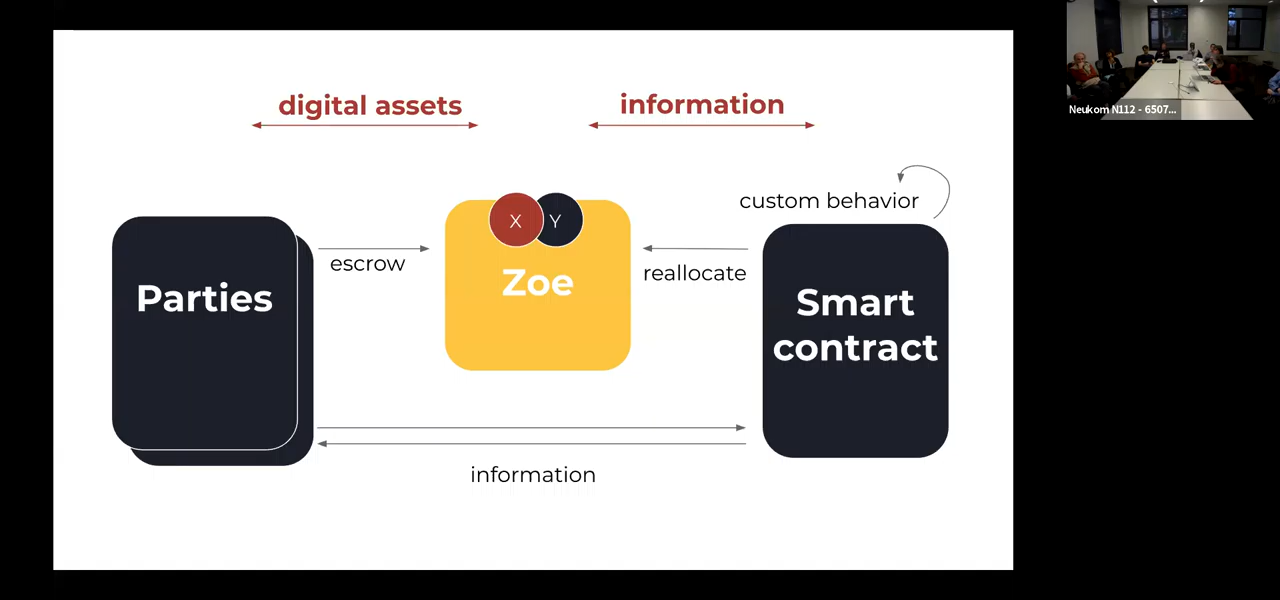 digital assets
information
custom behavior
X
Y
escrow
reallocate
Zoe
Parties
Smart
contract
information
Neukom N112 - 6507...